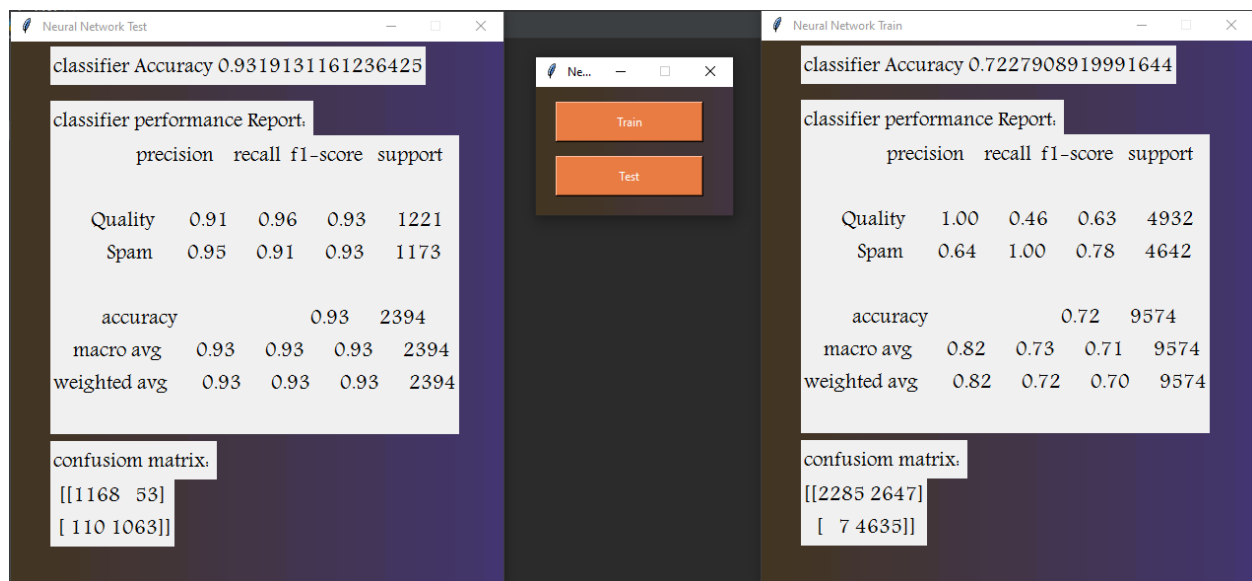 Neural Network Test
classifier Accuracy 0.9319131161236425
classifier performance Report:
precision recall f1-score support
Quality 0.91 0.96 0.93 1221
Spam 0.95 0.91 0.93 1173
accuracy 0.93 2394
macro avg 0.93 0.93 0.93 2394
weighted avg 0.93 0.93 0.93 2394
confusiom matrix:
[[1168 53]
[ 110 1063]]
Ne...
Train
Test
Neural Network Train
classifier Accuracy 0.7227908919991644
classifier performance Report:
precision recall f1-score support
Quality 1.00 0.46 0.63 4932
Spam 0.64 1.00 0.78 4642
accuracy 0.72 9574
macro avg 0.82 0.73 0.71 9574
weighted avg 0.82 0.72 0.70 9574
confusiom matrix:
[[2285 2647]
[ 7 4635]]